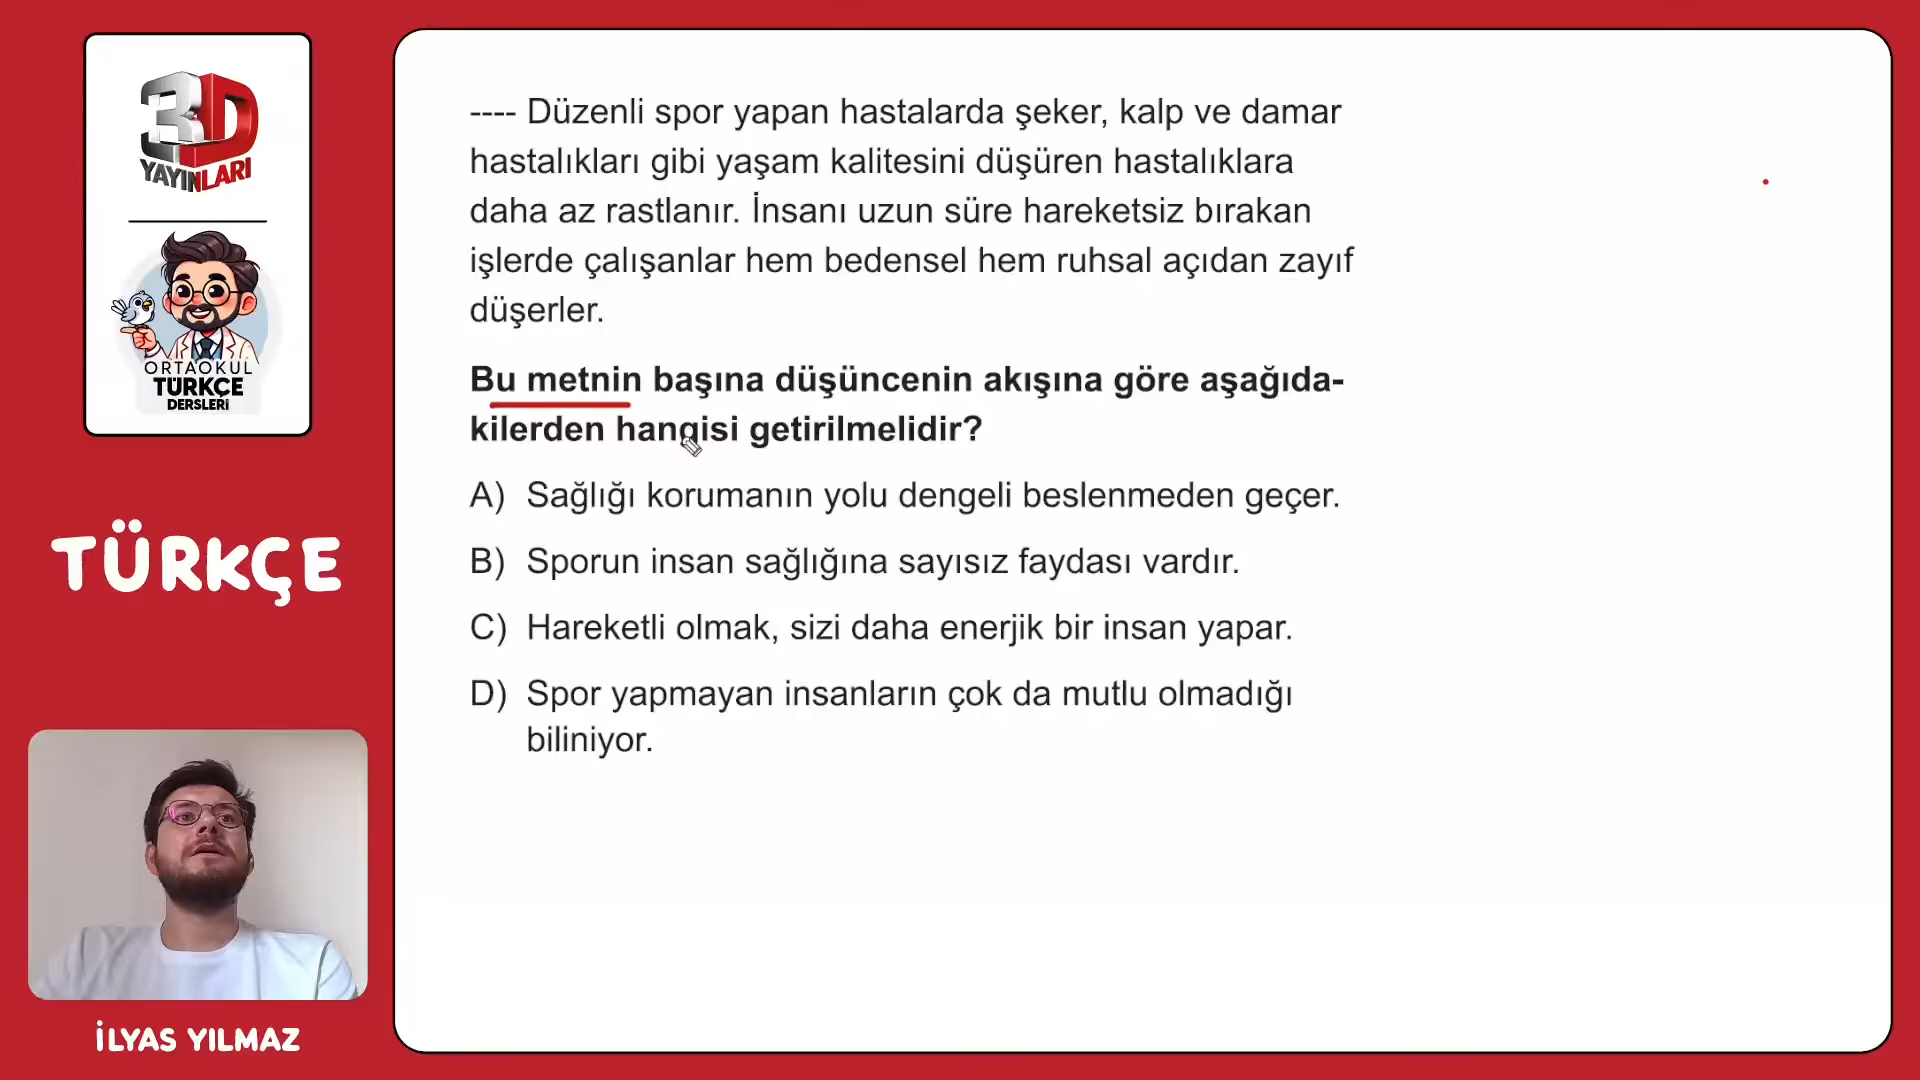 3D
YAYINLARI
ORTAOKUL
TÜRKÇE
DERSLERİ
TÜRKÇE
İLYAS YILMAZ
---- Düzenli spor yapan hastalarda şeker, kalp ve damar
hastalıkları gibi yaşam kalitesini düşüren hastalıklara
daha az rastlanır. İnsanı uzun süre hareketsiz bırakan
işlerde çalışanlar hem bedensel hem ruhsal açıdan zayıf
düşerler.
Bu metnin başına düşüncenin akışına göre aşağıda-
kilerden hangisi getirilmelidir?
A) Sağlığı korumanın yolu dengeli beslenmeden geçer.
B) Sporun insan sağlığına sayısız faydası vardır.
C) Hareketli olmak, sizi daha enerjik bir insan yapar.
D) Spor yapmayan insanların çok da mutlu olmadığı
biliniyor.